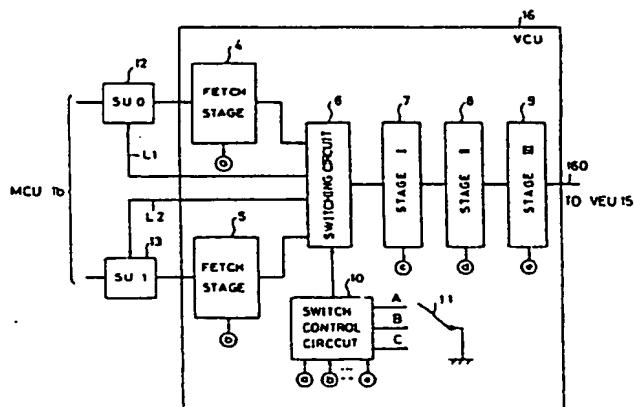 16
VCU
12
SU 0
4
FETCH
STAGE
a
L1
6
SWITCHING CIRCUIT
7
STAGE I
c
8
STAGE II
d
9
STAGE III
e
160
TO VEU 15
MCU 1b
L2
13
SU 1
5
FETCH
STAGE
b
10
SWITCH
CONTROL
CIRCCUT
A
B
C
11
a b --- e